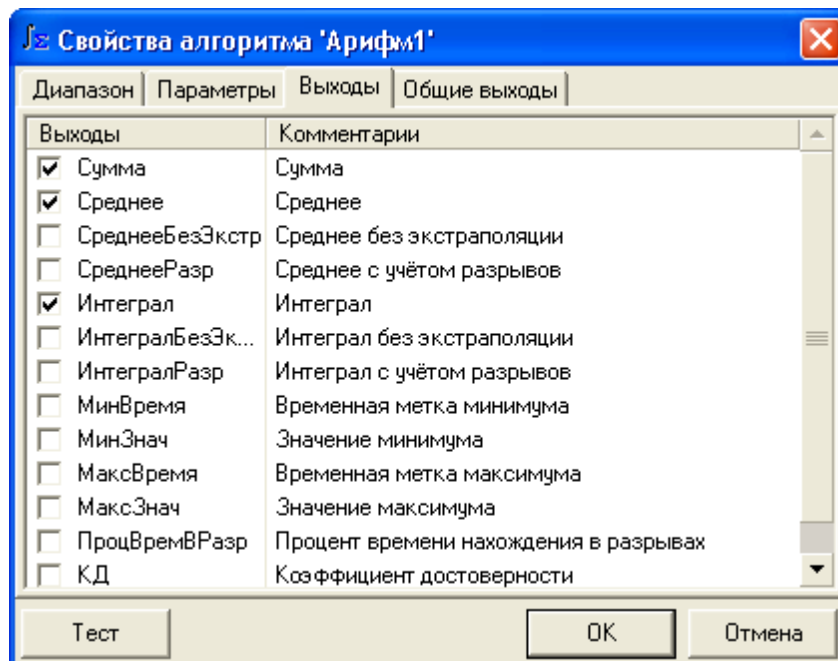 ∫Σ Свойства алгоритма 'Арифм1'
Диапазон Параметры Выходы Общие выходы
Выходы Комментарии
Сумма Сумма
Среднее Среднее
СреднееБезЭкстр Среднее без экстраполяции
СреднееРазр Среднее с учётом разрывов
Интеграл Интеграл
ИнтегралБезЭк... Интеграл без экстраполяции
ИнтегралРазр Интеграл с учётом разрывов
МинВремя Временная метка минимума
МинЗнач Значение минимума
МаксВремя Временная метка максимума
МаксЗнач Значение максимума
ПроцВремВРазр Процент времени нахождения в разрывах
КД Коэффициент достоверности
Тест OK Отмена